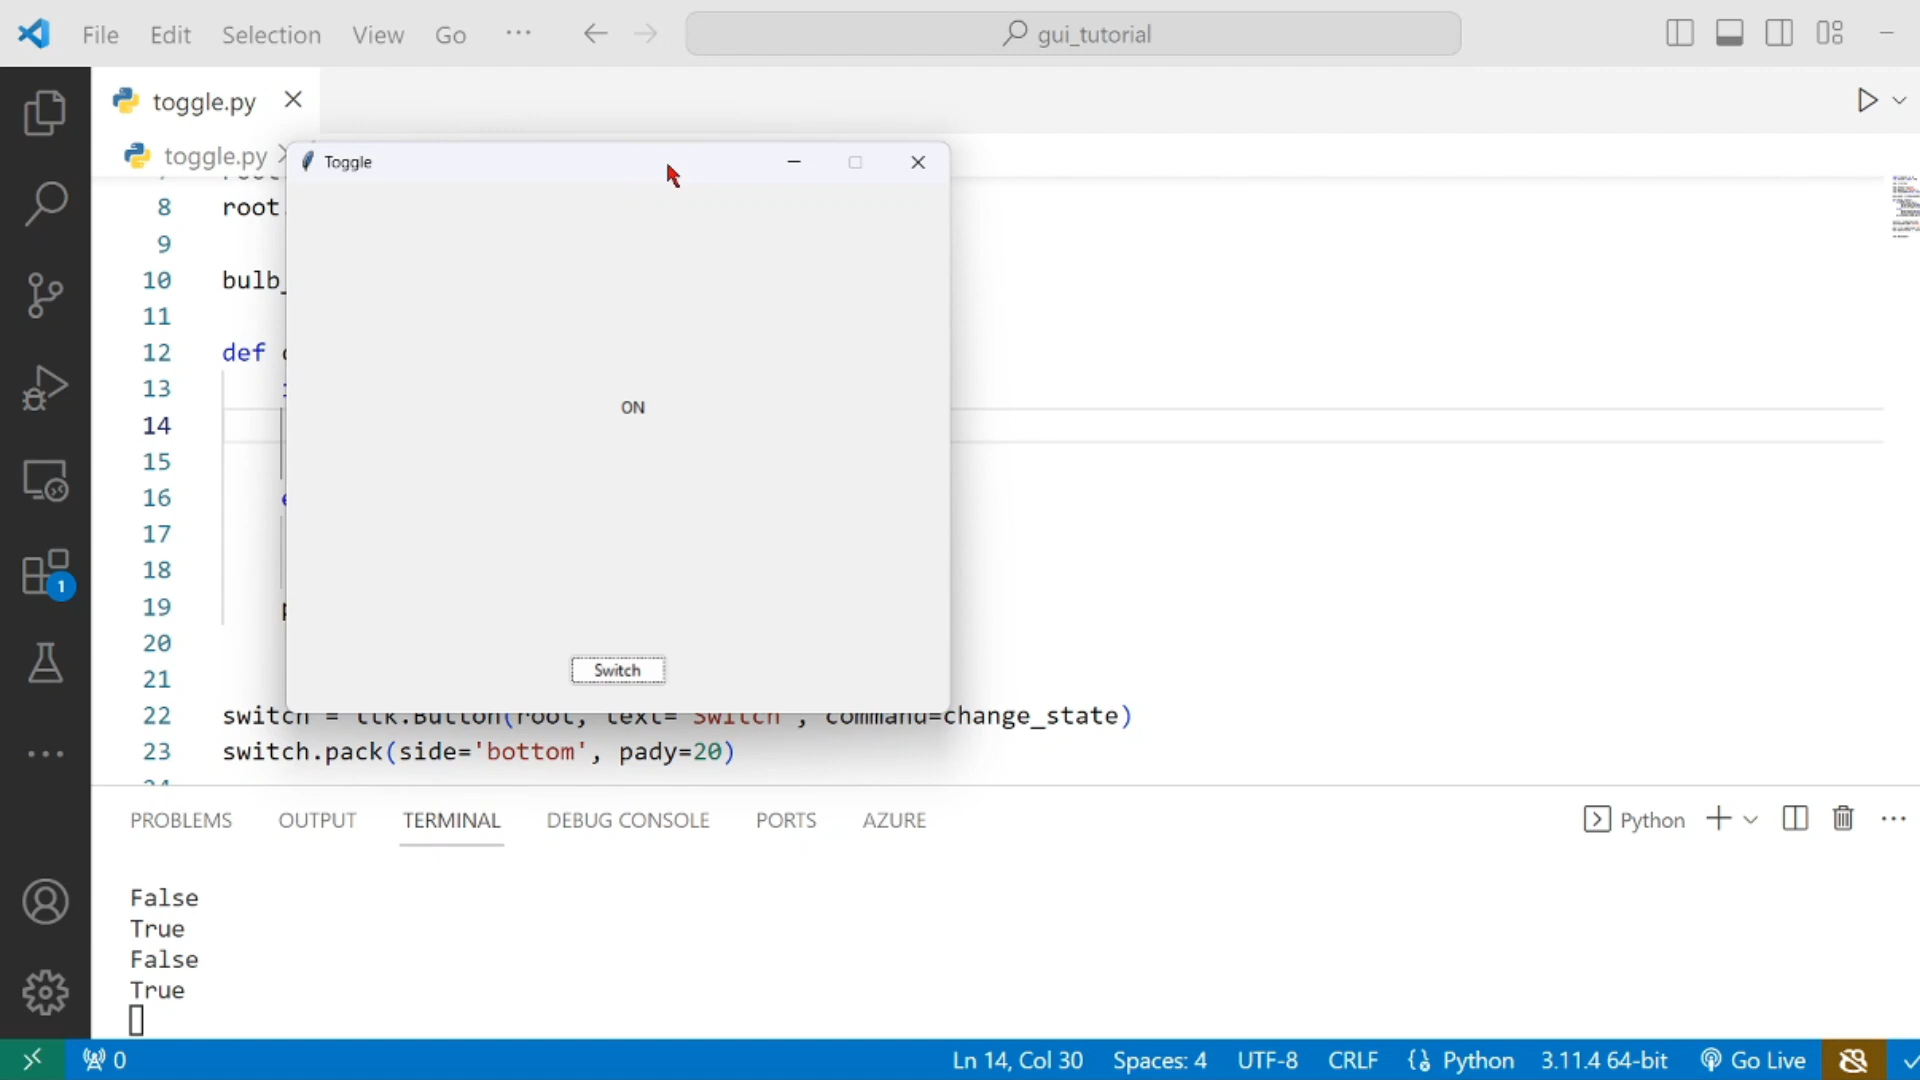 File Edit Selection View Go ··· gui_tutorial
toggle.py
toggle.py
Toggle
8 root
9
10 bulb_
11
12 def
13
14
ON
15
16
17
18
19
20
Switch
21
22 switch = ttk.Button(root, text='Switch', command=change_state)
23 switch.pack(side='bottom', pady=20)
PROBLEMS OUTPUT TERMINAL DEBUG CONSOLE PORTS AZURE Python
False
True
False
True
1
0 Ln 14, Col 30 Spaces: 4 UTF-8 CRLF Python 3.11.4 64-bit Go Live